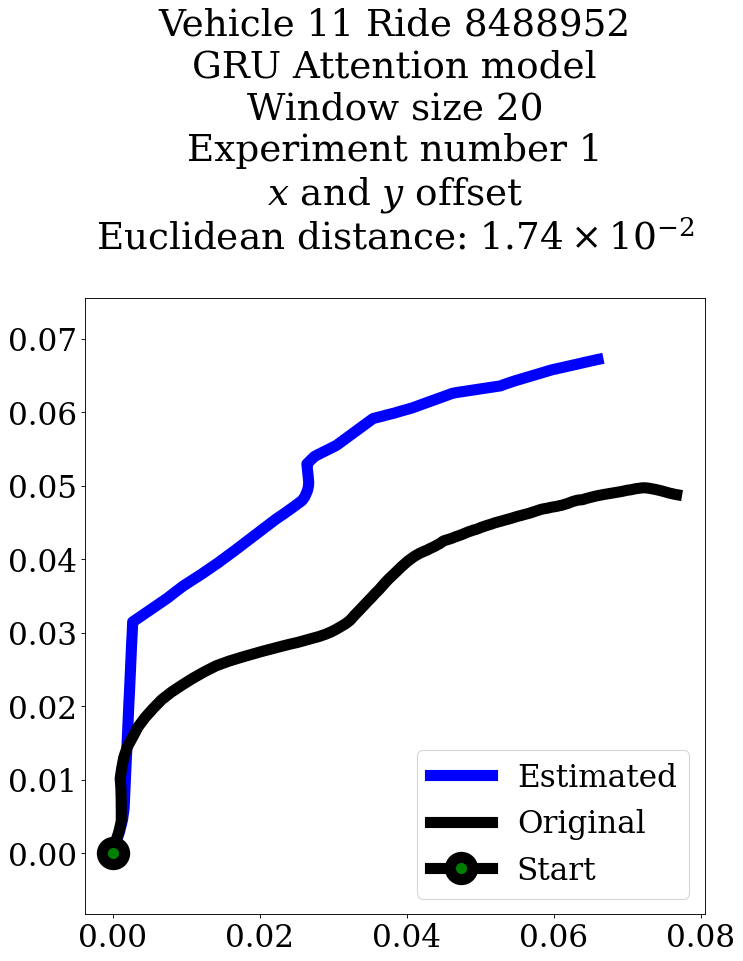 Vehicle 11 Ride 8488952
GRU Attention model
Window size 20
Experiment number 1
x and y offset
Euclidean distance: 1.74 × 10⁻²
0.07
0.06
0.05
0.04
0.03
0.02
0.01
0.00
Estimated
Original
Start
0.00 0.02 0.04 0.06 0.08